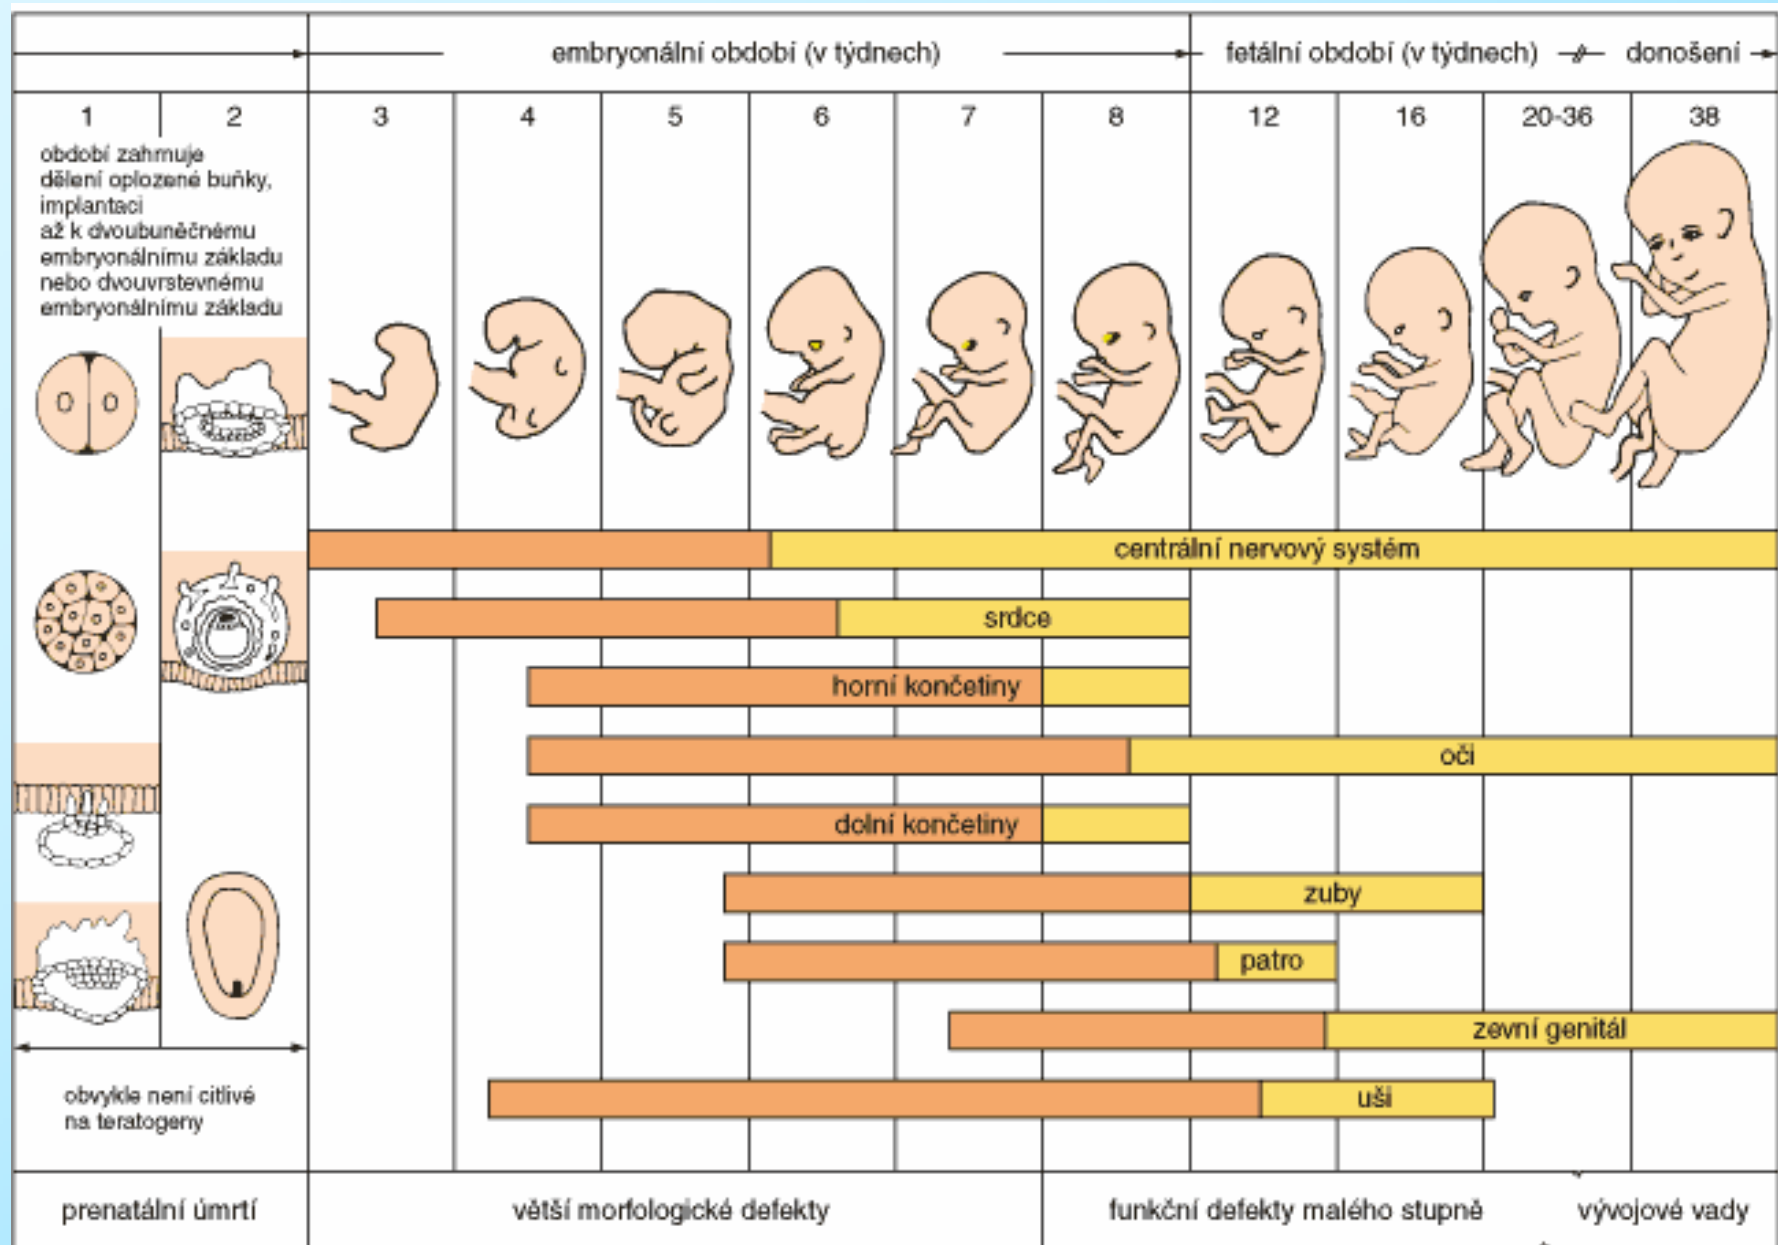 embryonální období (v týdnech)
fetální období (v týdnech)
donošení
1
2
3
4
5
6
7
8
12
16
20-36
38
období zahrnuje
dělení oplozené buňky,
implantaci
až k dvoubuněčnému
embryonálnímu základu
nebo dvouvrstevnému
embryonálnímu základu
centrální nervový systém
srdce
horní končetiny
oči
dolní končetiny
zuby
patro
zevní genitál
uši
obvykle není citlivé
na teratogeny
prenatální úmrtí
větší morfologické defekty
funkční defekty malého stupně
vývojové vady